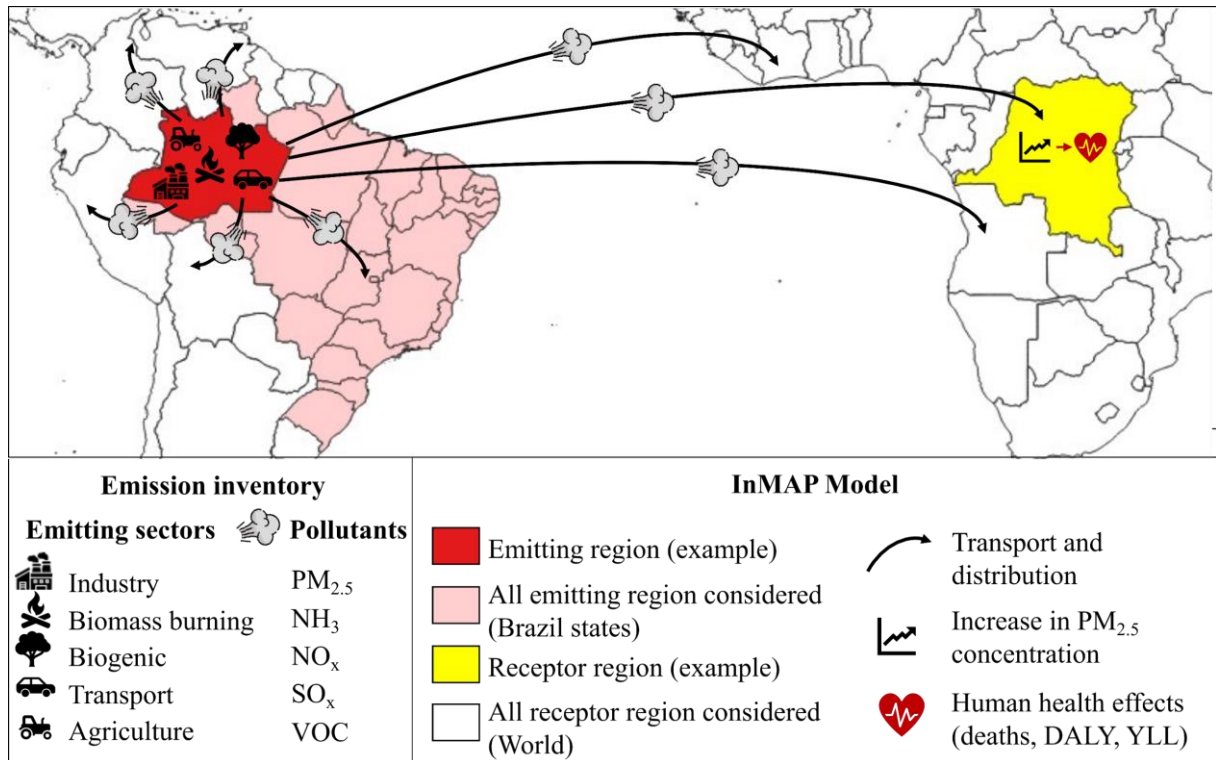 Emission inventory
Emitting sectors
Pollutants
Industry
Biomass burning
Biogenic
Transport
Agriculture
PM2.5
NH3
NOx
SOx
VOC
InMAP Model
Emitting region (example)
All emitting region considered
(Brazil states)
Receptor region (example)
All receptor region considered
(World)
Transport and
distribution
Increase in PM2.5
concentration
Human health effects
(deaths, DALY, YLL)